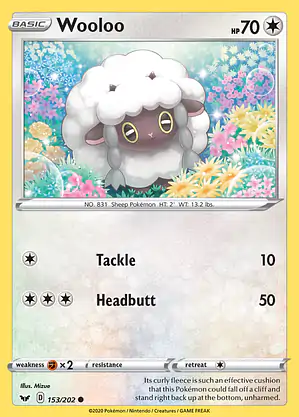 BASIC Wooloo HP 70
NO. 831 Sheep Pokémon HT: 2' WT: 13.2 lbs.
Tackle 10
Headbutt 50
weakness ×2 resistance retreat
Illus. Mizue
D 153/202
Its curly fleece is such an effective cushion
that this Pokémon could fall off a cliff and
stand right back up at the bottom, unharmed.
©2020 Pokémon / Nintendo / Creatures / GAME FREAK